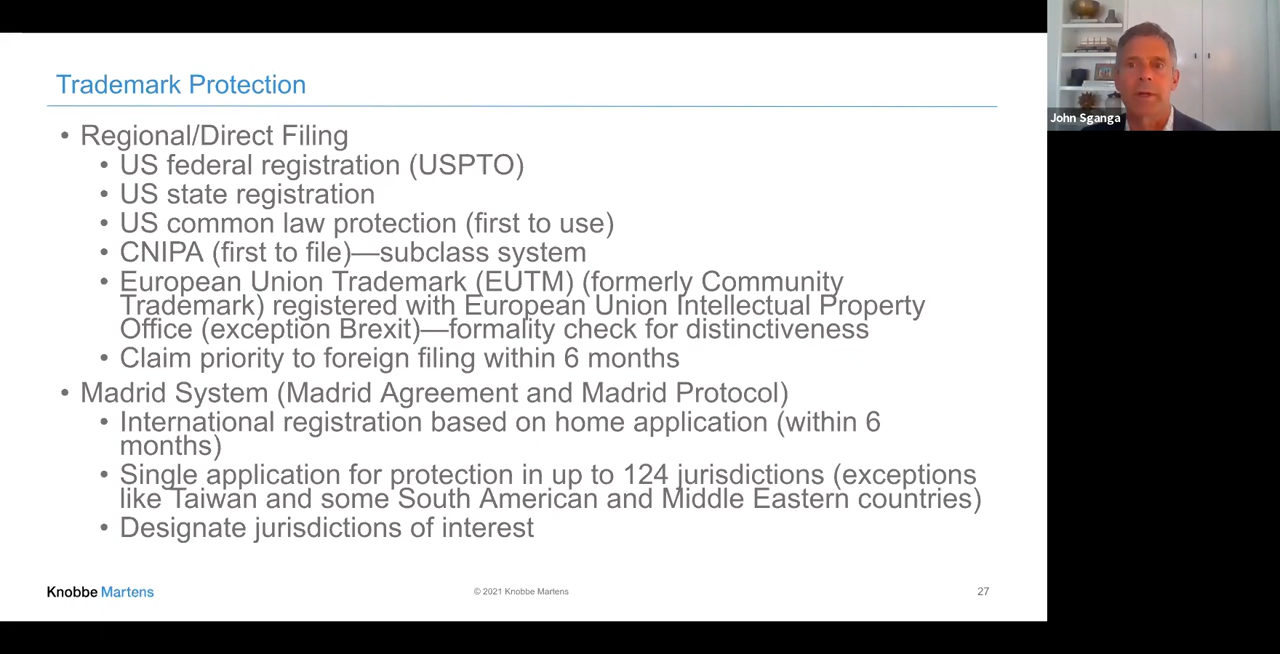 Trademark Protection
• Regional/Direct Filing
• US federal registration (USPTO)
• US state registration
• US common law protection (first to use)
• CNIPA (first to file)—subclass system
• European Union Trademark (EUTM) (formerly Community
Trademark) registered with European Union Intellectual Property
Office (exception Brexit)—formality check for distinctiveness
• Claim priority to foreign filing within 6 months
• Madrid System (Madrid Agreement and Madrid Protocol)
• International registration based on home application (within 6
months)
• Single application for protection in up to 124 jurisdictions (exceptions
like Taiwan and some South American and Middle Eastern countries)
• Designate jurisdictions of interest
Knobbe Martens
© 2021 Knobbe Martens
27
John Sganga